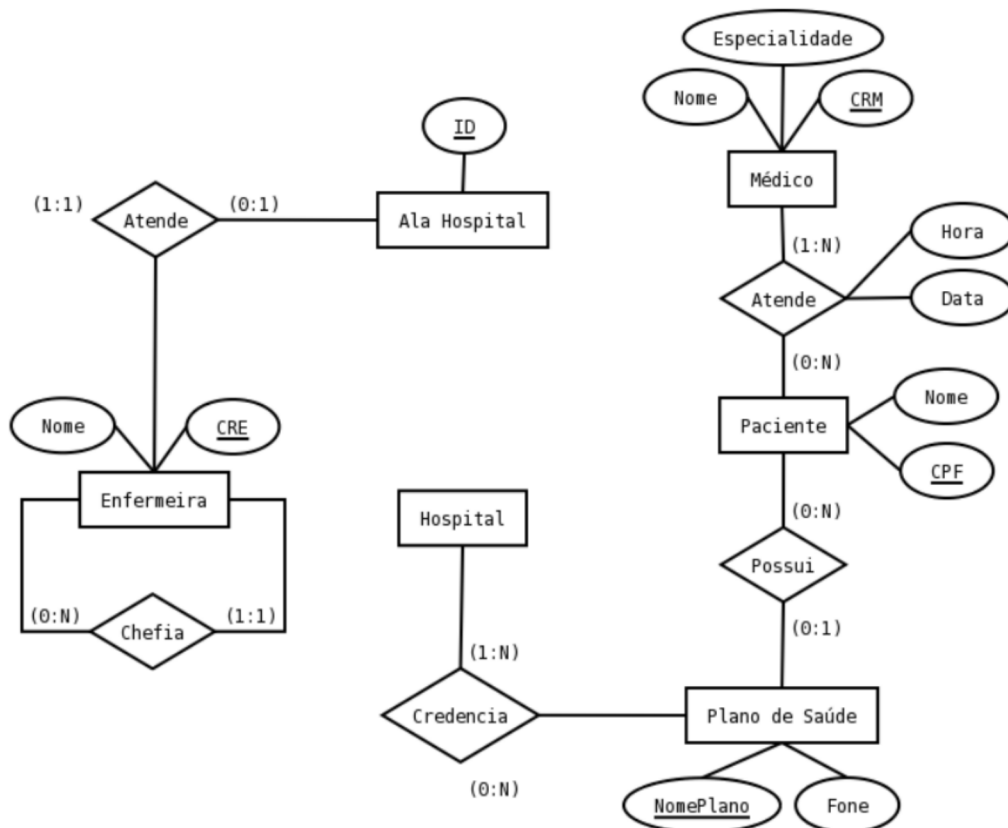 Especialidade
Nome
CRM
ID
Médico
(1:1)
Atende
(0:1)
Ala Hospital
Hora
(1:N)
Atende
Data
(0:N)
Nome
Paciente
CPF
Nome
CRE
Enfermeira
Hospital
(0:N)
Possui
(0:N)
Chefia
(1:1)
(0:1)
(1:N)
Credencia
Plano de Saúde
(0:N)
NomePlano
Fone